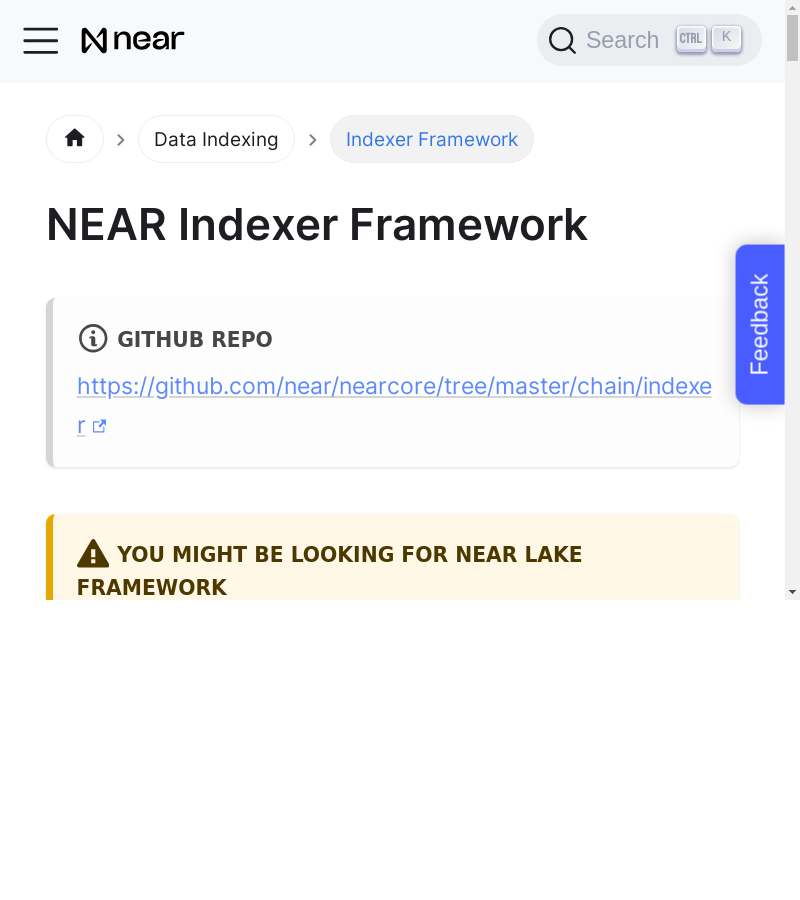 near
Search CTRL K
Data Indexing
Indexer Framework
NEAR Indexer Framework
Feedback
GITHUB REPO
https://github.com/near/nearcore/tree/master/chain/indexe
r
YOU MIGHT BE LOOKING FOR NEAR LAKE
FRAMEWORK